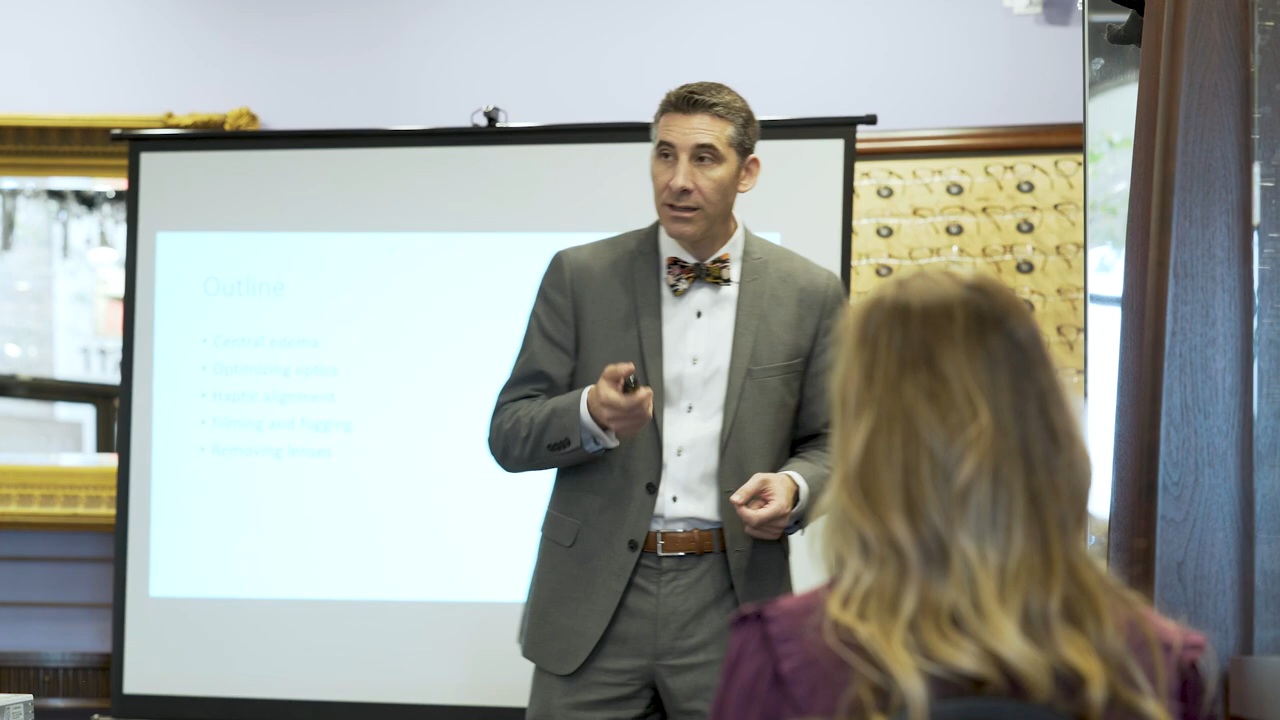 Outline
• Central edema
• Optimizing optics
• Haptic alignment
• Filming and fogging
• Removing lenses